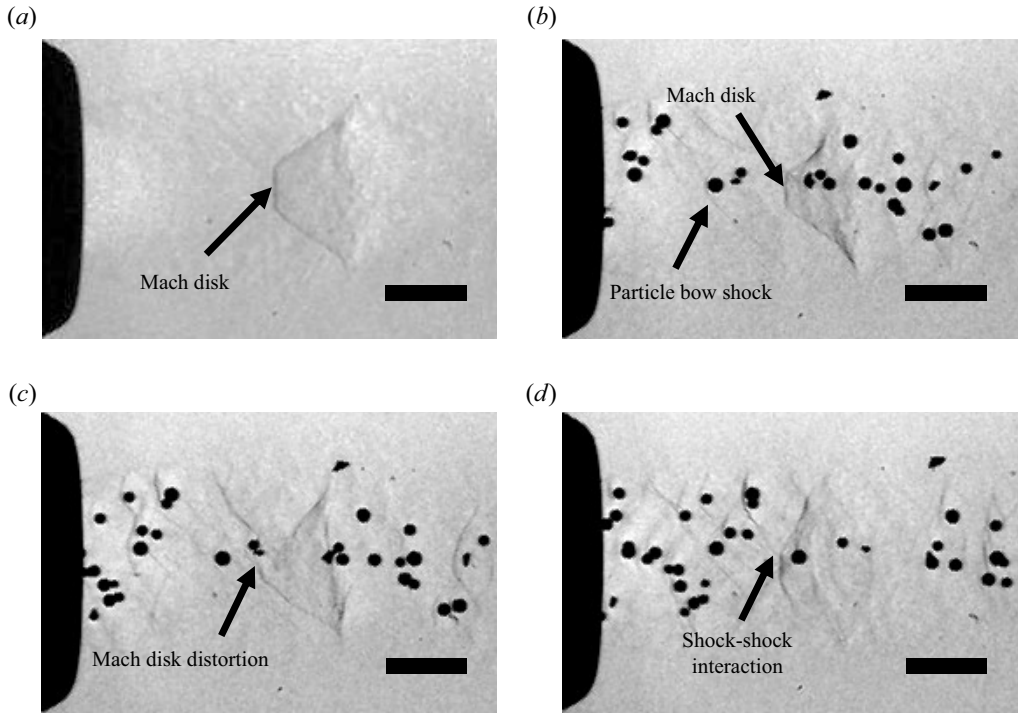 (a)
Mach disk
(b)
Mach disk
Particle bow shock
(c)
Mach disk distortion
(d)
Shock-shock
interaction